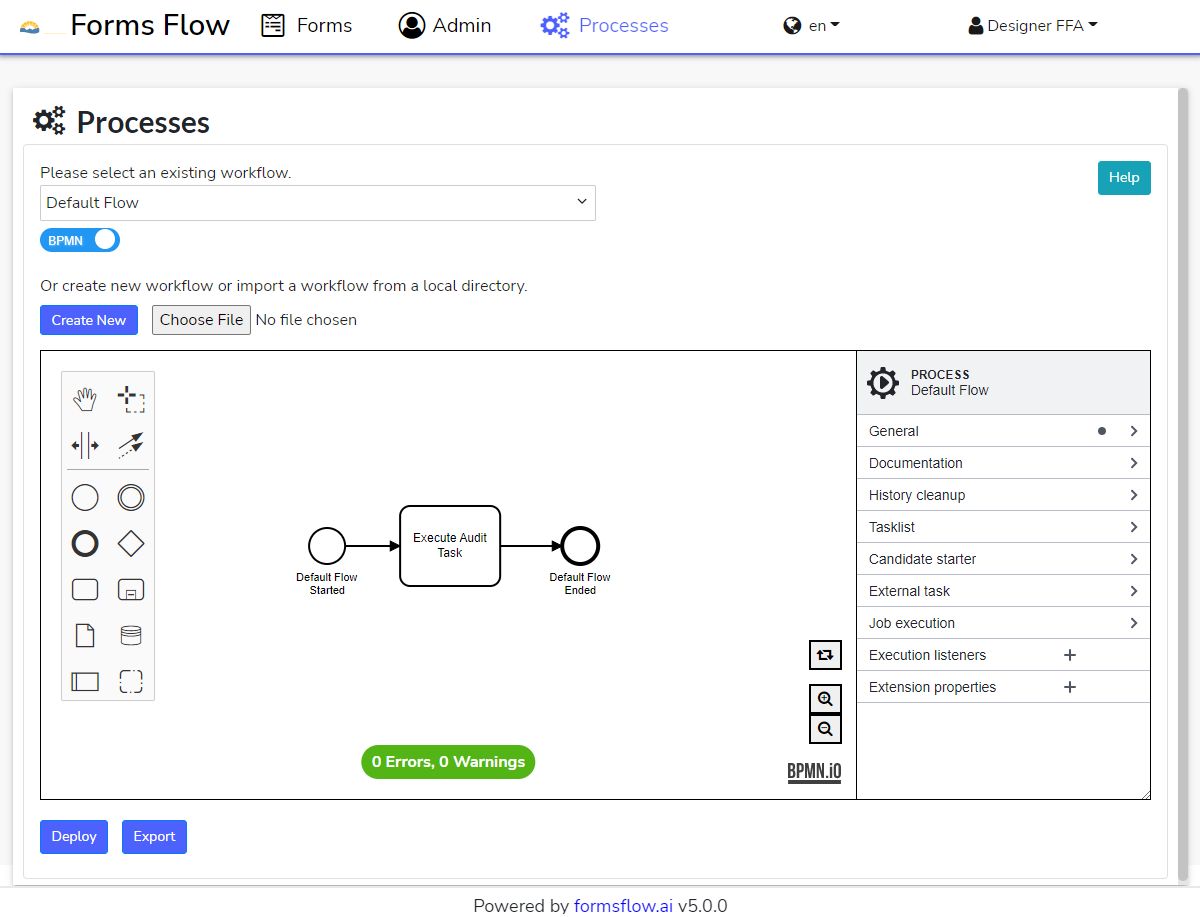 Forms Flow
Forms
Admin
Processes
en
Designer FFA
Processes
Please select an existing workflow.
Help
Default Flow
BPMN
Or create new workflow or import a workflow from a local directory.
Create New
Choose File No file chosen
PROCESS
Default Flow
General
Documentation
History cleanup
Tasklist
Candidate starter
External task
Job execution
Execution listeners
Extension properties
Execute Audit
Task
Default Flow
Started
Default Flow
Ended
0 Errors, 0 Warnings
BPMN.iO
Deploy
Export
Powered by formsflow.ai v5.0.0